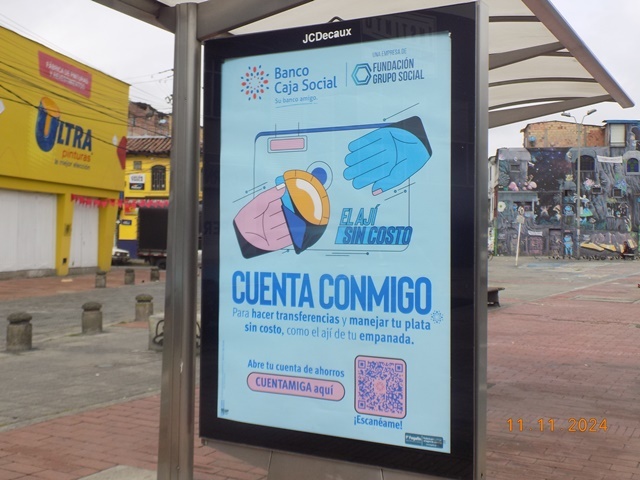 JCDecaux
Banco
Caja Social
Su banco amigo.
UNA EMPRESA DE
FUNDACIÓN
GRUPO SOCIAL
EL AJÍ
SIN COSTO
CUENTA CONMIGO
Para hacer transferencias y manejar tu plata
sin costo, como el ají de tu empanada.
Abre tu cuenta de ahorros
CUENTAMIGA aquí
¡Escanéame!
ULTRA
pinturas
11 11 2024